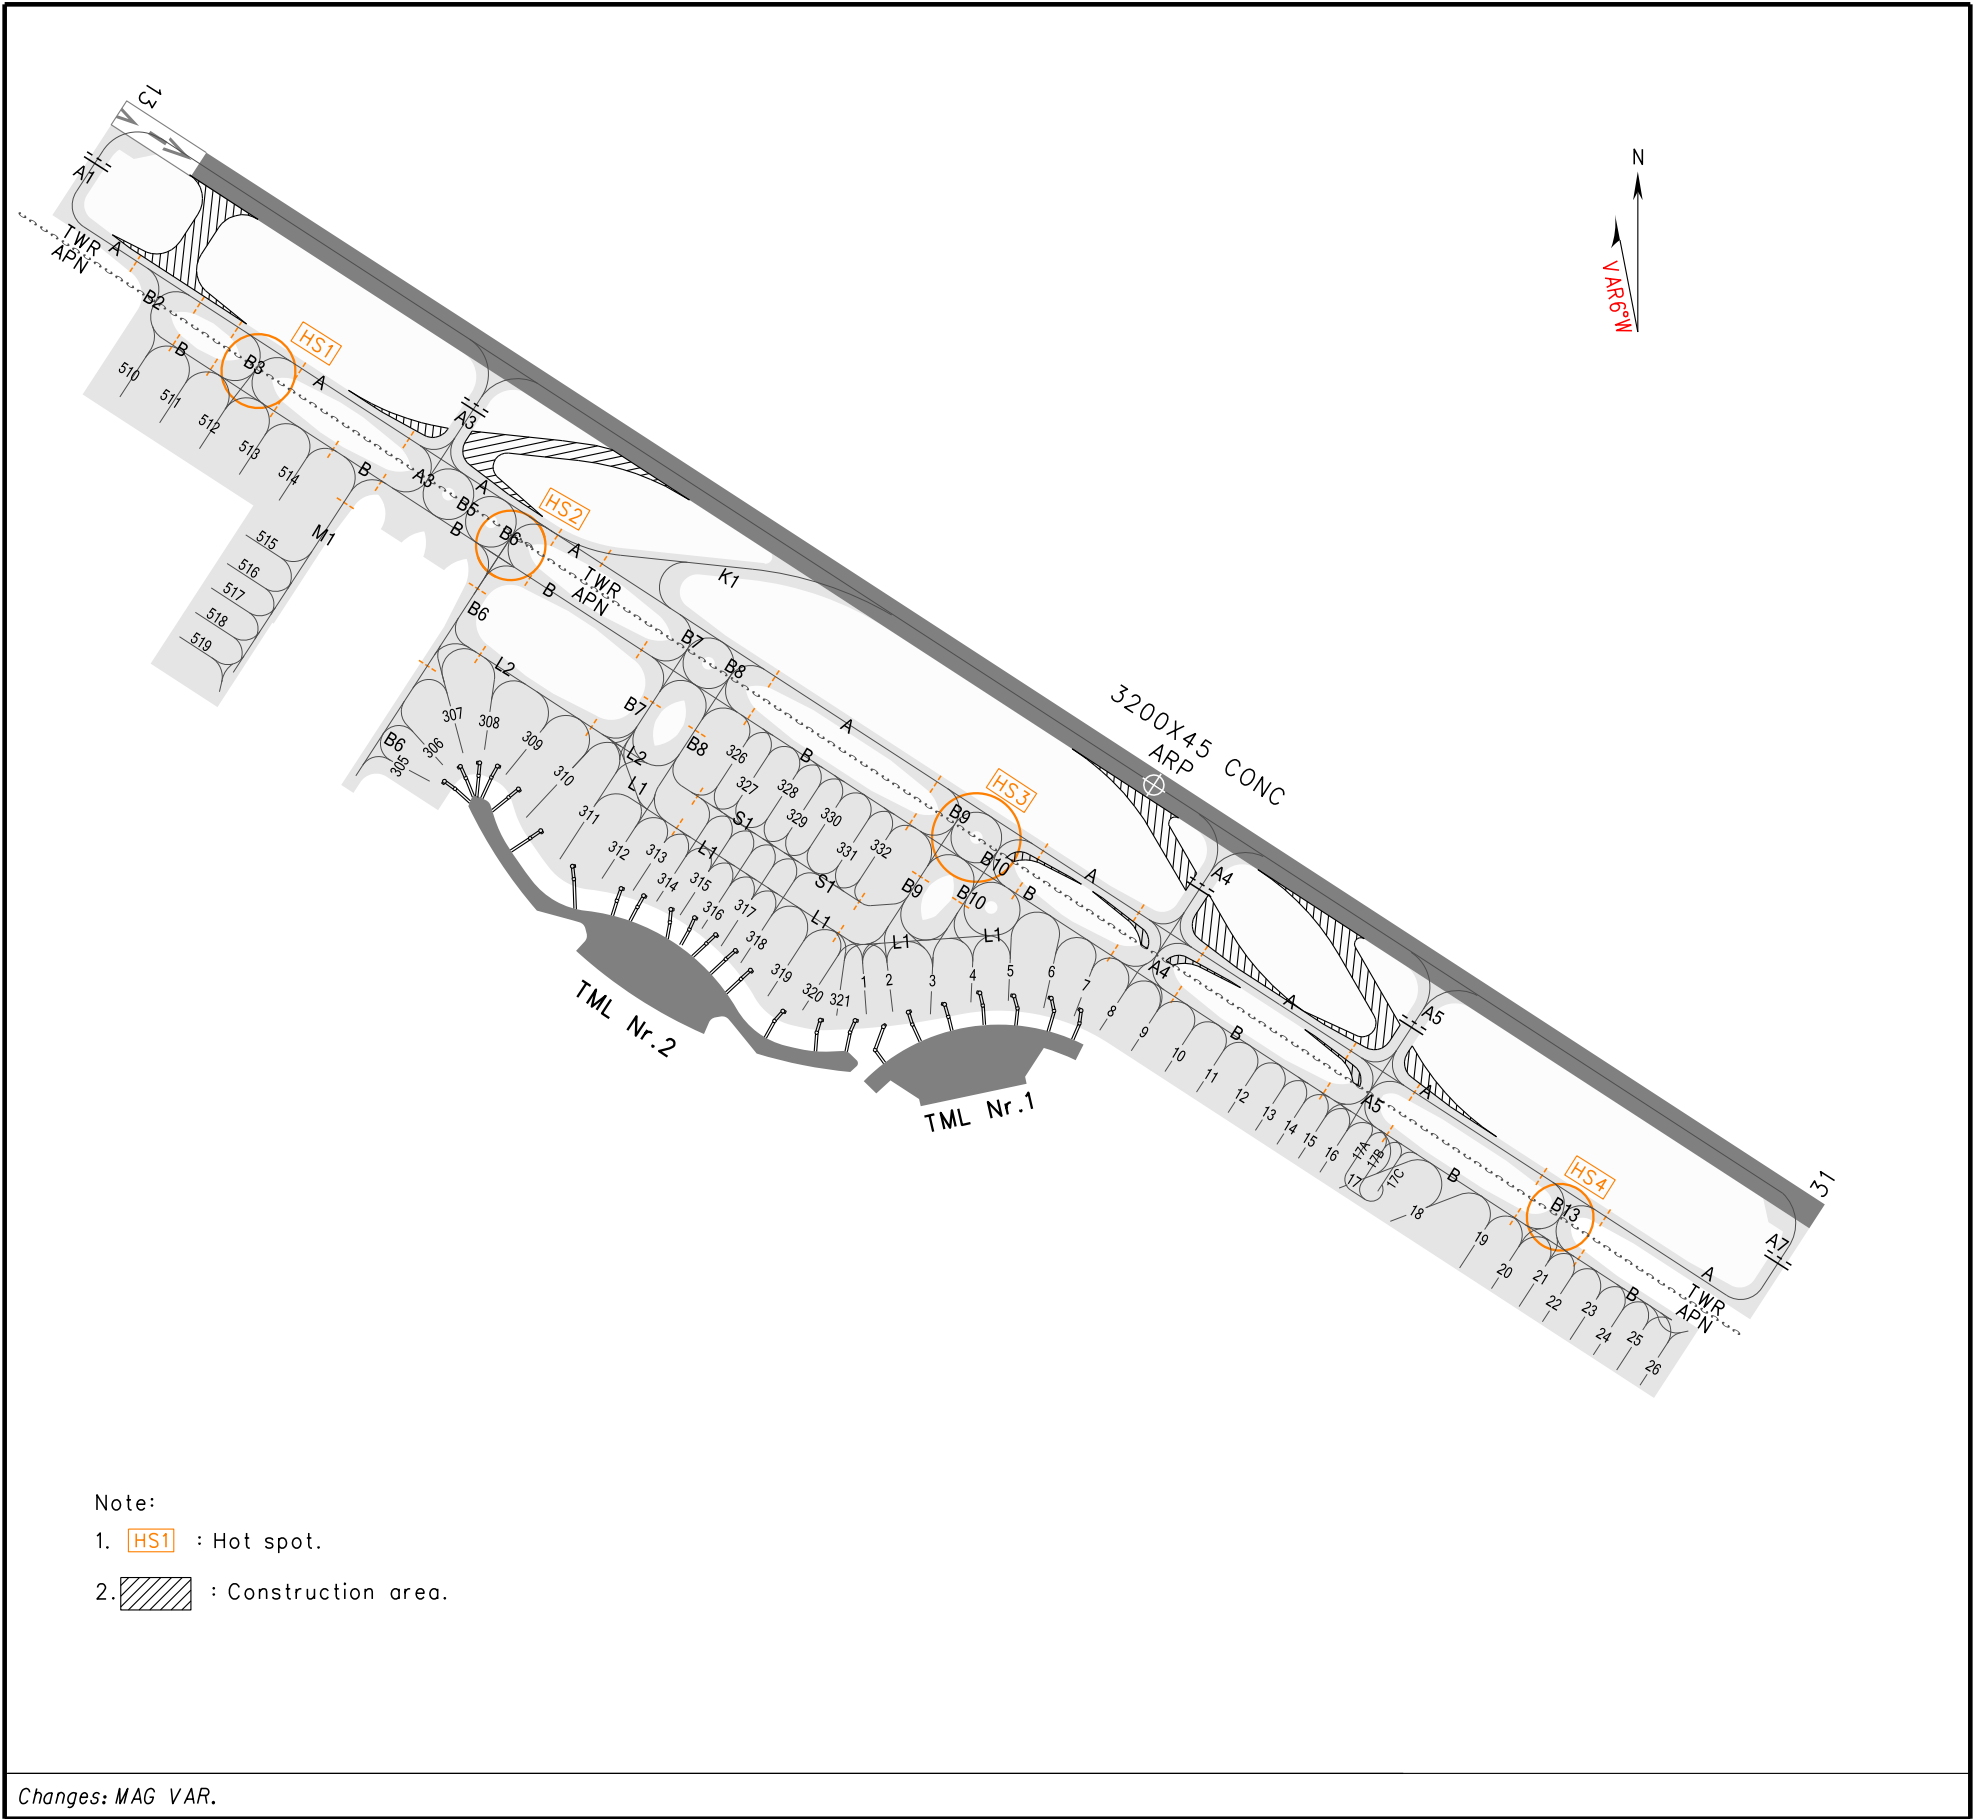 13
N
A1
VAR6°W
TWR
APN
A
B2
HS1
B
B3
A
510
511
512
513
514
A3
B
A3
A
B5
HS2
B
B6
A
M1
515
516
517
518
519
TWR
APN
K1
B
B6
L2
B7
B8
B7
B8
A
3200X45 CONC
ARP
307
308
309
306
B6
305
310
L2
L1
326
B
327
328
HS3
S1
329
330
B9
311
331
332
312
313
L1
B10
A
A4
314
315
S1
B9
B10
B
316
317
L1
318
L1
L1
A4
319
320
321
1
2
3
4
5
6
7
8
9
10
11
12
13
14
15
16
17A
17B
17C
17
18
19
20
21
22
23
24
25
26
A
A5
B
TML Nr.2
TML Nr.1
A
A5
B
HS4
31
B13
A7
A
B
TWR
APN
Note:
1. HS1 : Hot spot.
2. : Construction area.
Changes: MAG VAR.